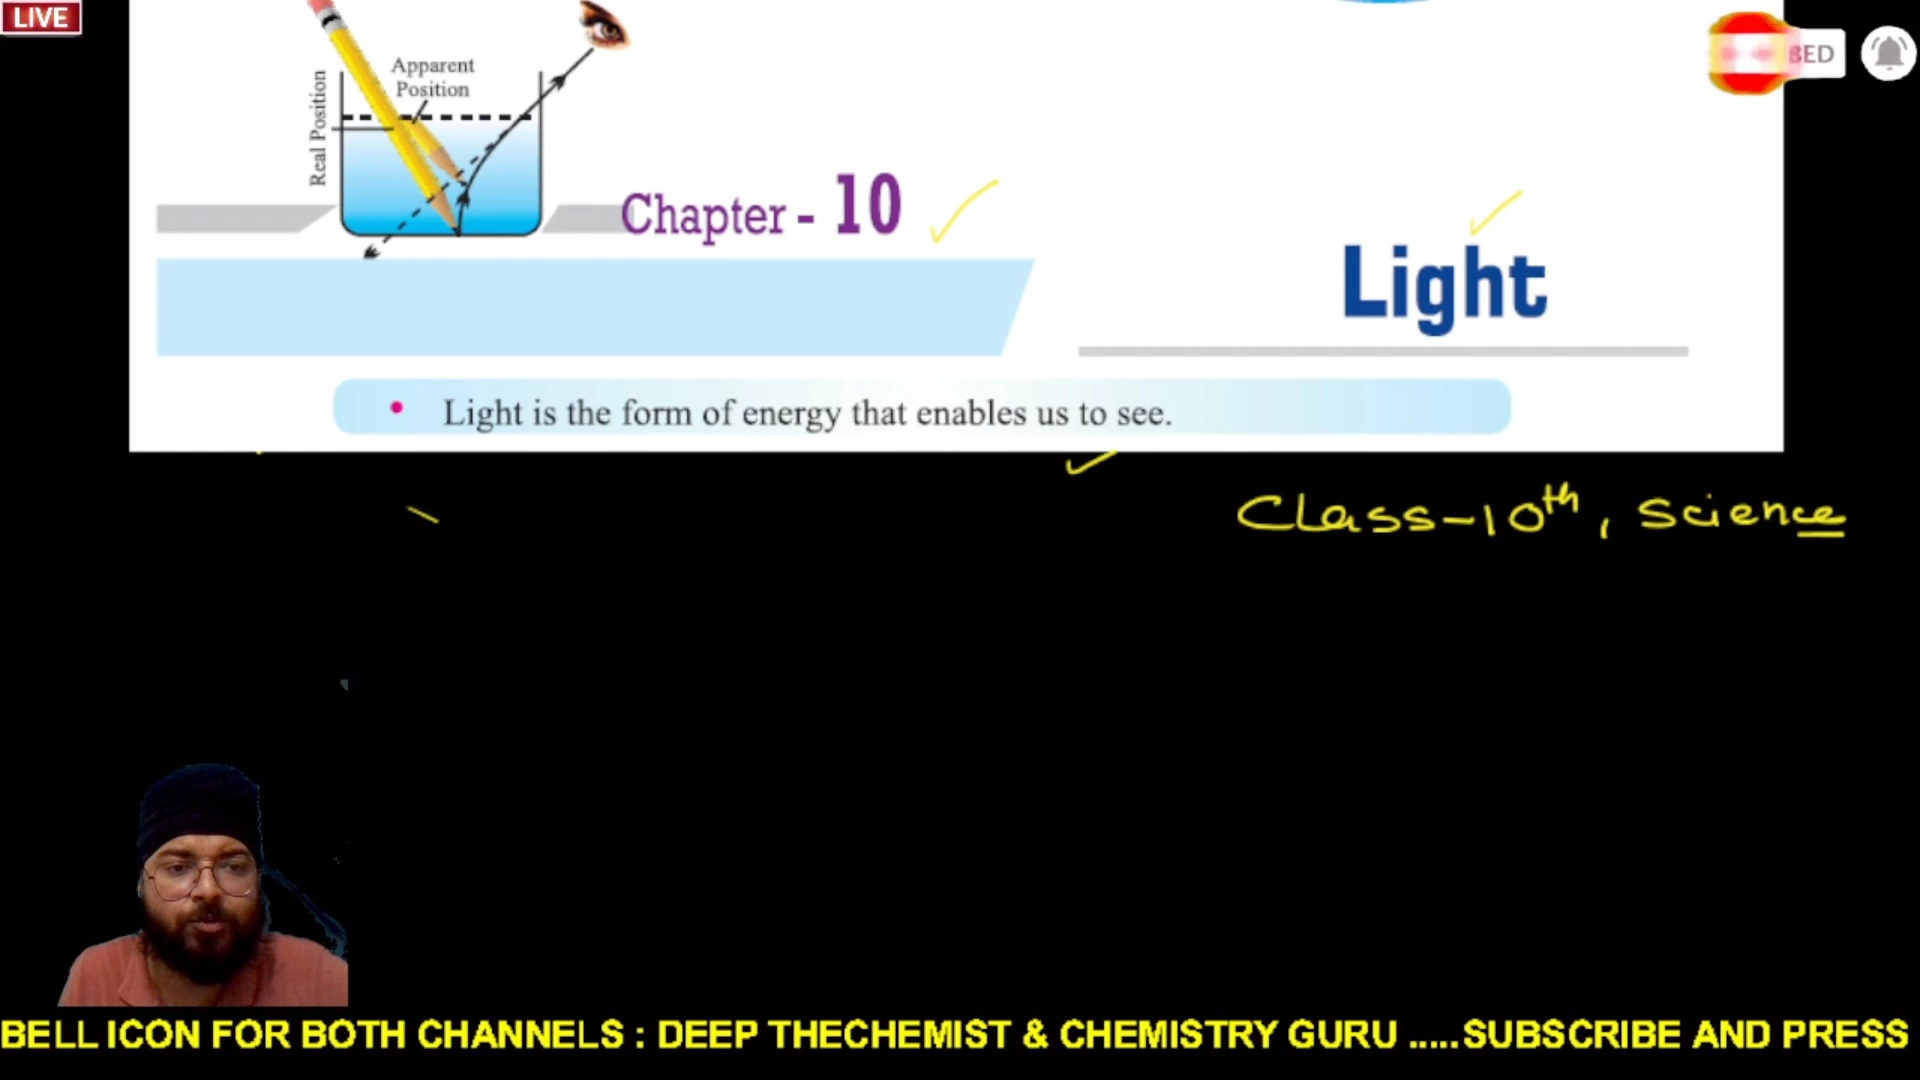 LIVE
BED
Apparent
Position
Real Position
Chapter - 10
Light
• Light is the form of energy that enables us to see.
Class-10th, Science
BELL ICON FOR BOTH CHANNELS : DEEP THECHEMIST & CHEMISTRY GURU .....SUBSCRIBE AND PRESS